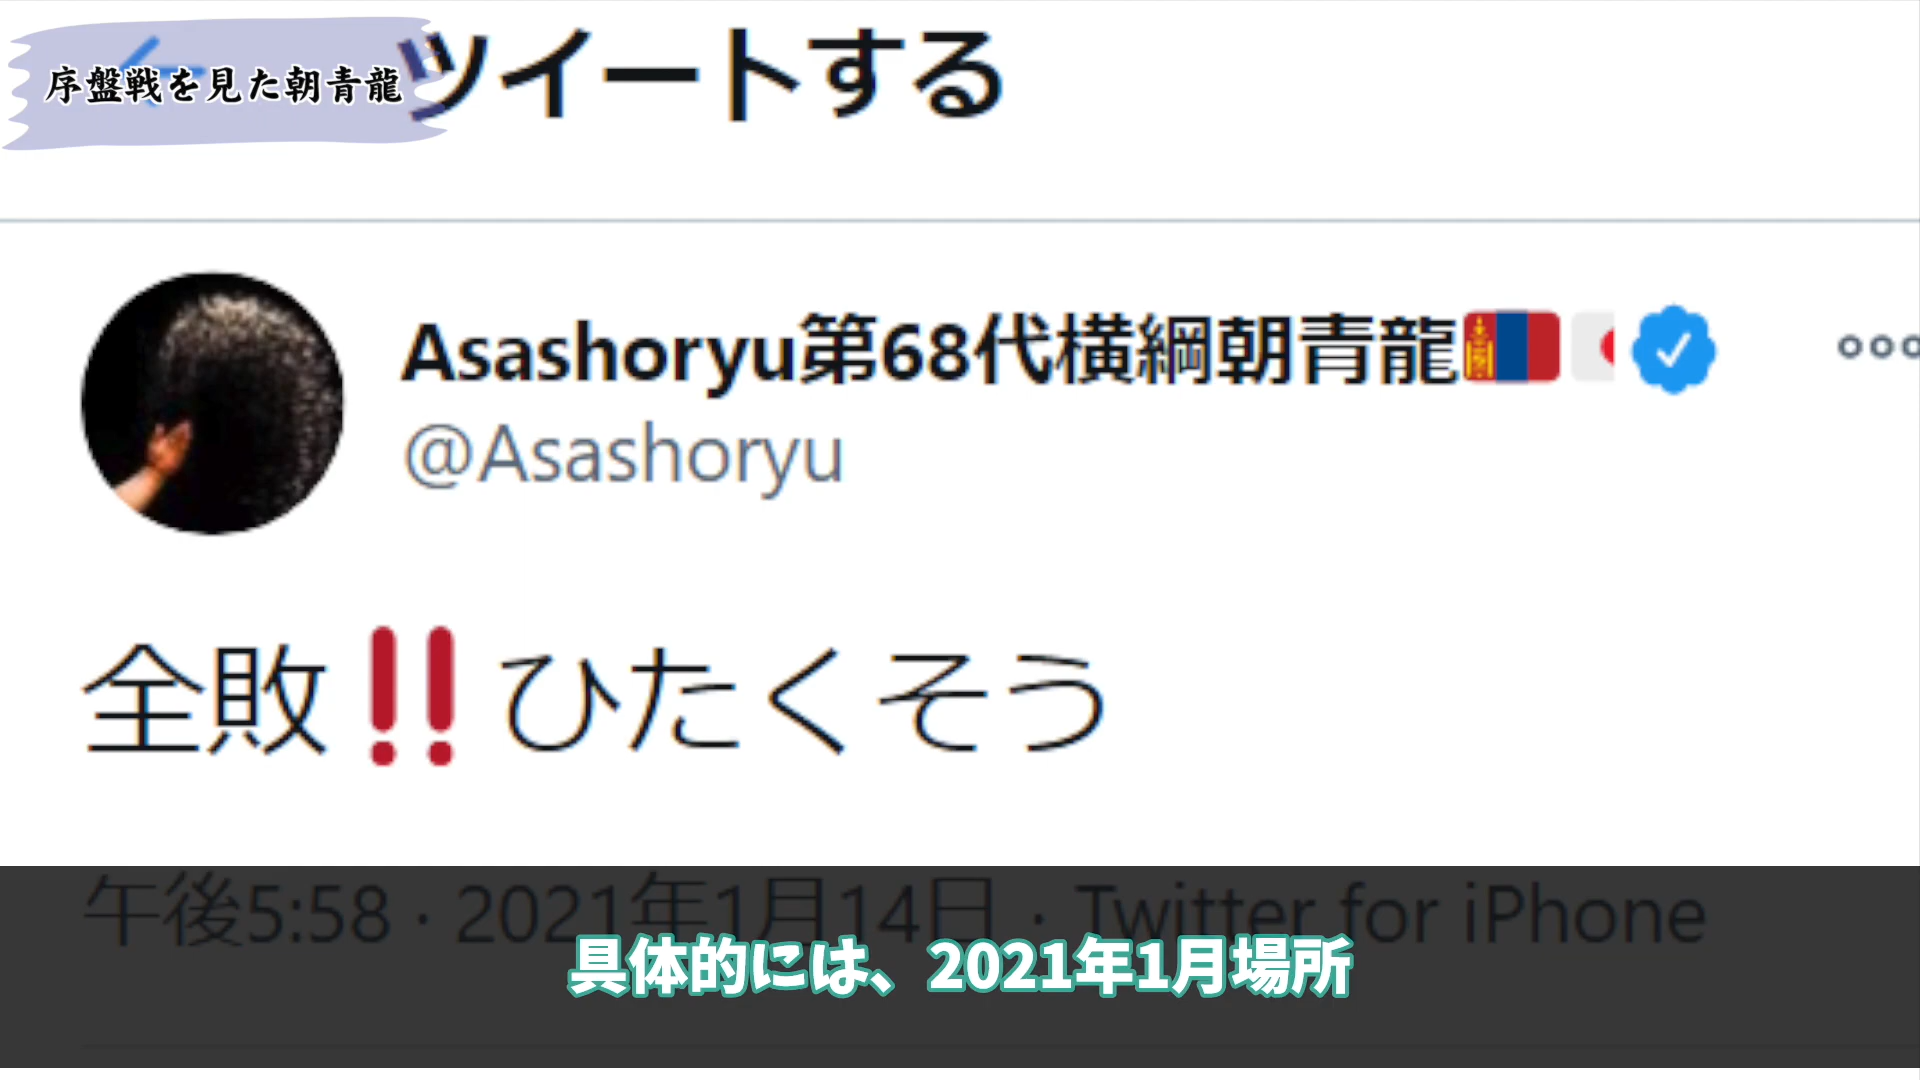 序盤戦を見た朝青龍
ツイートする
Asashoryu第68代横綱朝青龍🇲🇳🇯🇵
@Asashoryu
全敗‼️ひたくそう
午後5:58 · 2021年1月14日 · Twitter for iPhone
具体的には、2021年1月場所